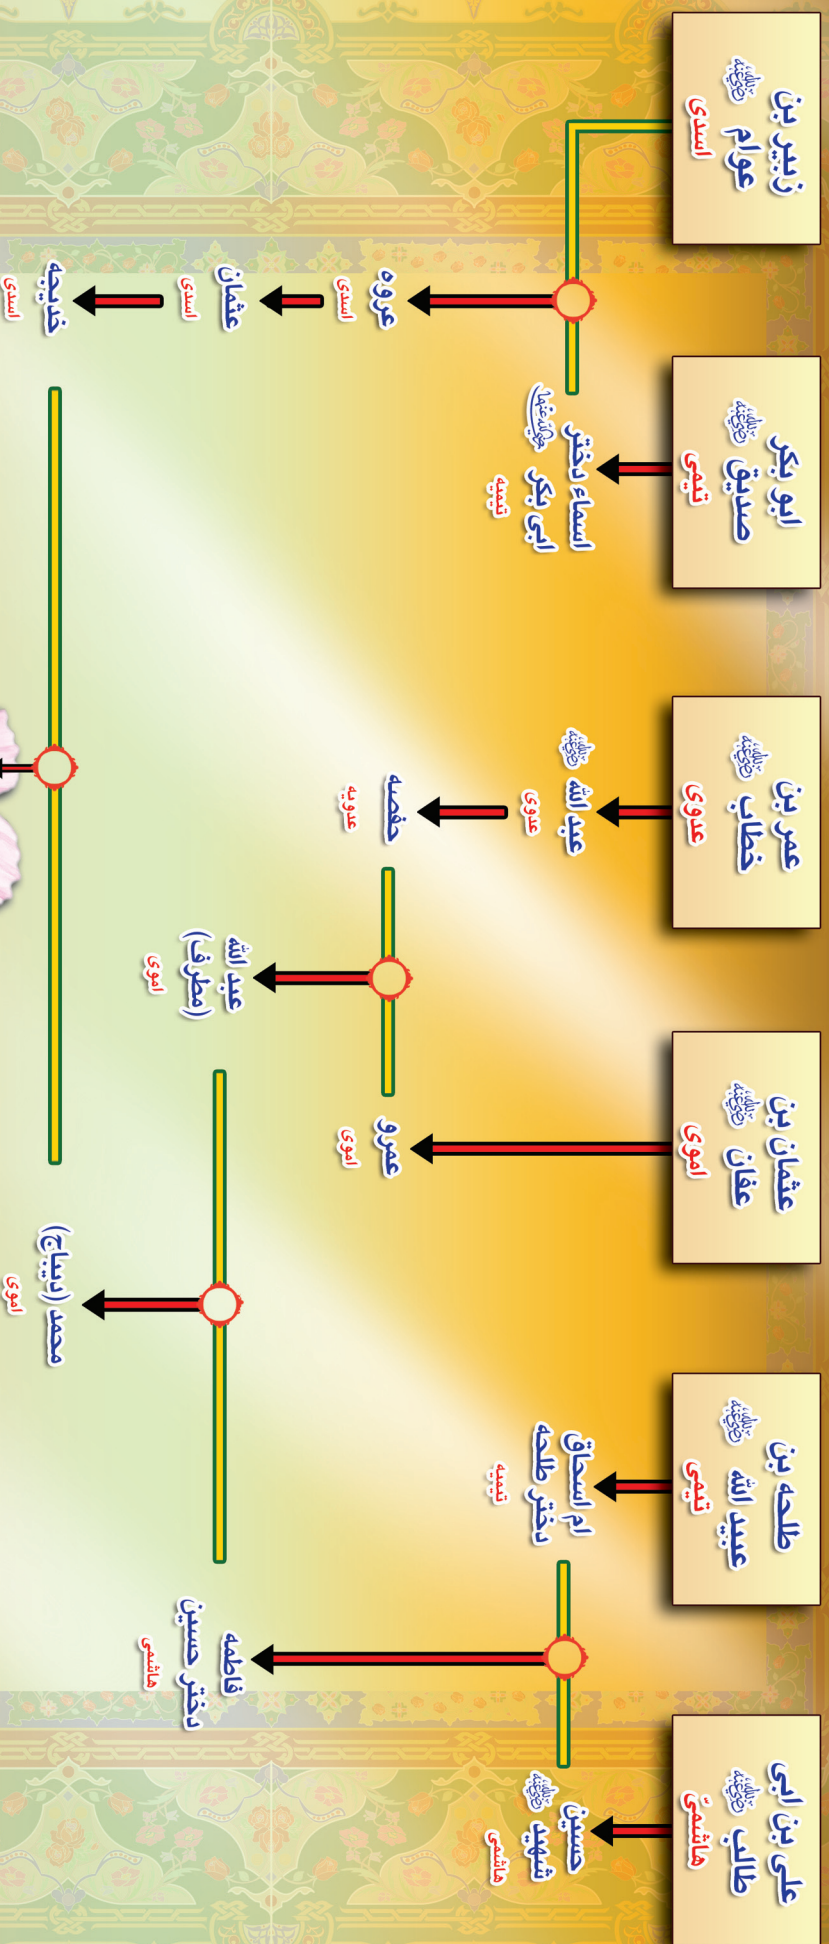 علی بن ابی
طالب رضی الله عنه
هاشمیّ
طلحه بن
عبید الله رضی الله عنه
تیمی
عثمان بن
عفان رضی الله عنه
اموی
عمر بن
خطاب رضی الله عنه
عدوی
ابو بکر
صدیق رضی الله عنه
تیمی
زبیر بن
عوام رضی الله عنه
اسدی
حسین
شهید رضی الله عنه
هاشمی
ام اسحاق
دختر طلحه
تیمیه
عبد الله رضی الله عنه
عدوی
اسماء دختر
ابی بکر رضی الله عنها
تیمیه
عمرو
اموی
حفصه
عدویه
عروه
اسدی
فاطمه
دختر حسین
هاشمی
عبد الله
(مطرف)
اموی
عثمان
اسدی
محمد (دیباج)
اموی
خدیجه
اسدی